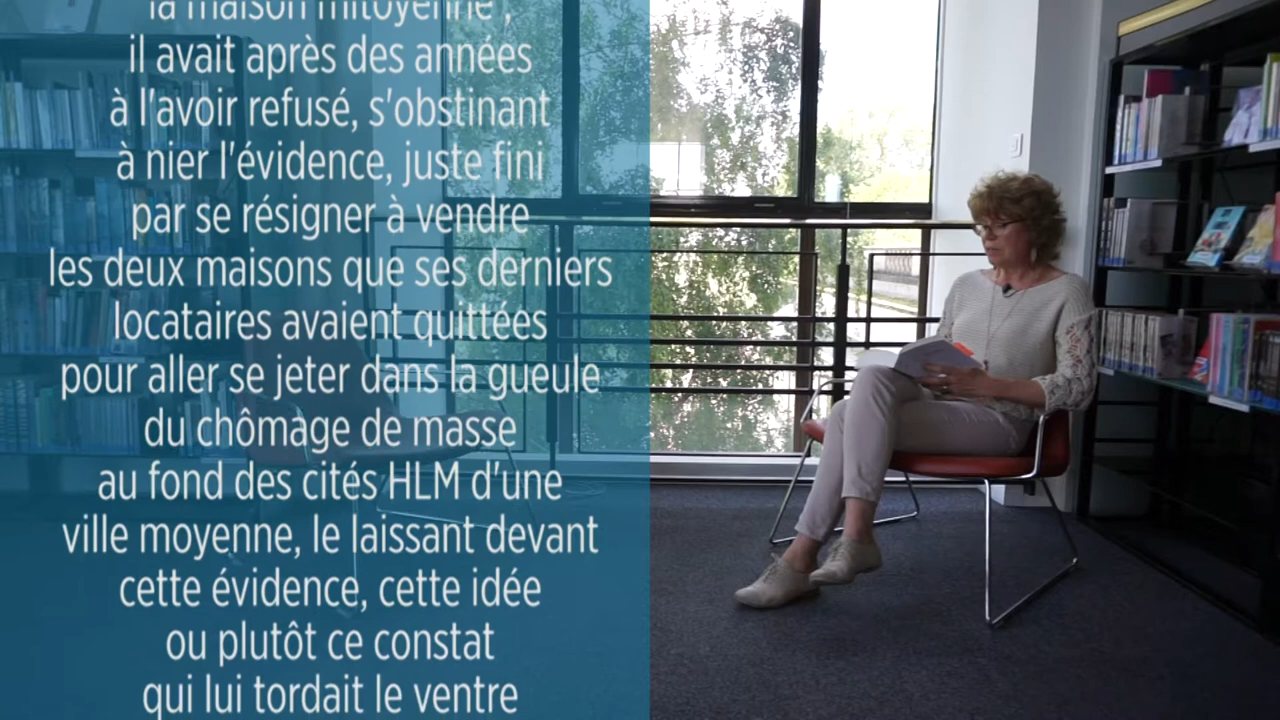 la maison mitoyenne ,
il avait après des années
à l'avoir refusé, s'obstinant
à nier l'évidence, juste fini
par se résigner à vendre
les deux maisons que ses derniers
locataires avaient quittées
pour aller se jeter dans la gueule
du chômage de masse
au fond des cités HLM d'une
ville moyenne, le laissant devant
cette évidence, cette idée
ou plutôt ce constat
qui lui tordait le ventre